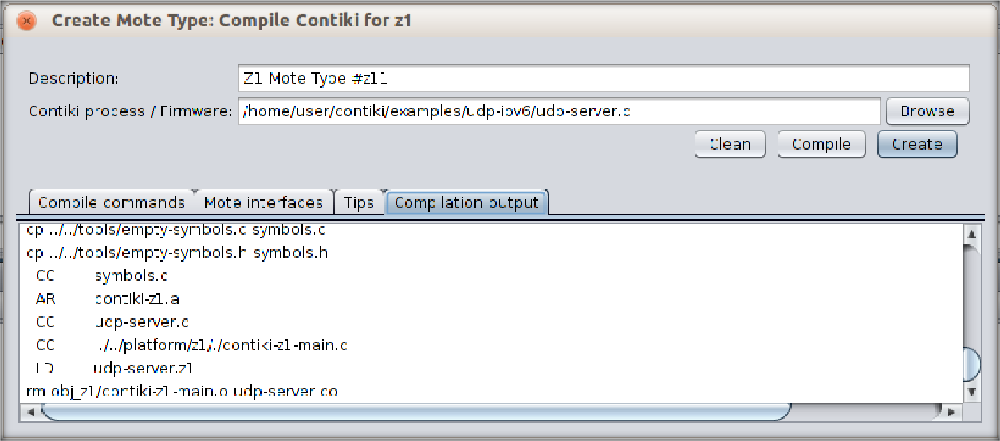 Create Mote Type: Compile Contiki for z1
Description: Z1 Mote Type #z11
Contiki process / Firmware: /home/user/contiki/examples/udp-ipv6/udp-server.c Browse
Clean Compile Create
Compile commands Mote interfaces Tips Compilation output
cp ../../tools/empty-symbols.c symbols.c
cp ../../tools/empty-symbols.h symbols.h
CC symbols.c
AR contiki-z1.a
CC udp-server.c
CC ../../platform/z1/./contiki-z1-main.c
LD udp-server.z1
rm obj_z1/contiki-z1-main.o udp-server.co